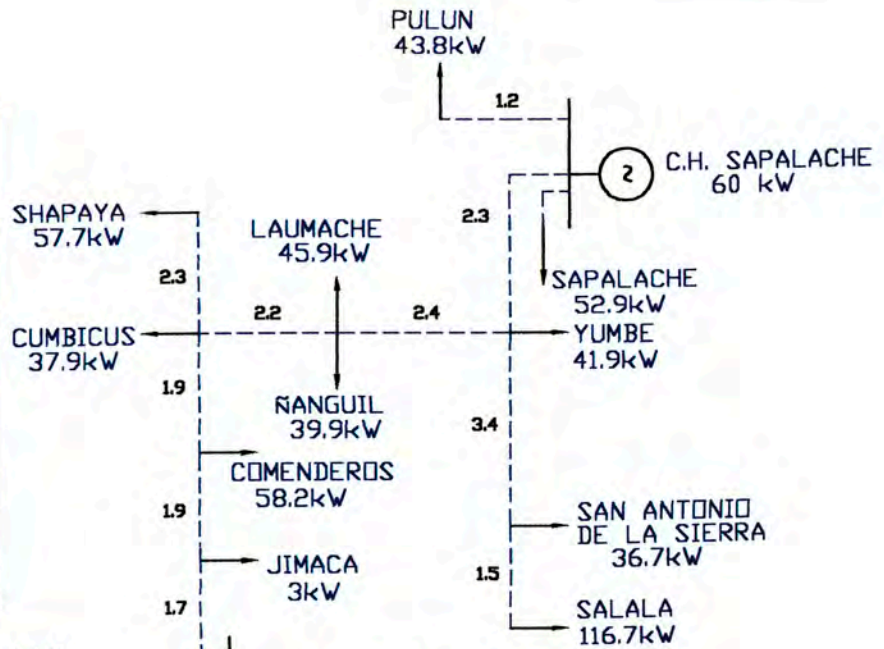 PULUN
43.8kW
1.2
2
C.H. SAPALACHE
60 kW
SHAPAYA
57.7kW
LAUMACHE
45.9kW
2.3
2.3
SAPALACHE
52.9kW
2.2
2.4
CUMBICUS
37.9kW
YUMBE
41.9kW
1.9
ÑANGUIL
39.9kW
3.4
COMENDEROS
58.2kW
1.9
SAN ANTONIO
DE LA SIERRA
36.7kW
JIMACA
3kW
1.5
1.7
SALALA
116.7kW